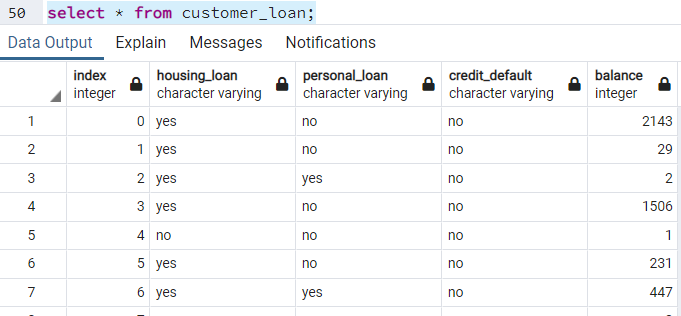 50 select * from customer_loan;
Data Output Explain Messages Notifications
index housing_loan personal_loan credit_default balance
integer character varying character varying character varying integer
1 0 yes no no 2143
2 1 yes no no 29
3 2 yes yes no 2
4 3 yes no no 1506
5 4 no no no 1
6 5 yes no no 231
7 6 yes yes no 447